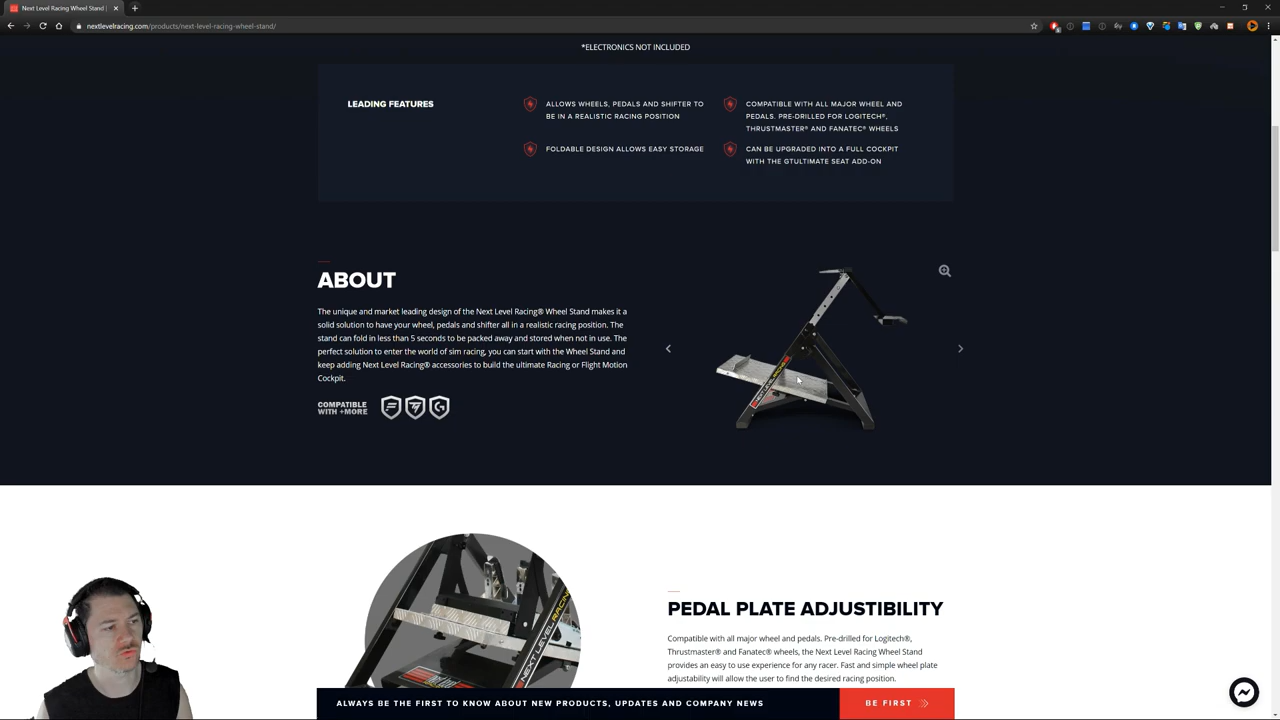 Next Level Racing Wheel Stand
nextlevelracing.com/products/next-level-racing-wheel-stand/
*ELECTRONICS NOT INCLUDED
LEADING FEATURES
ALLOWS WHEELS, PEDALS AND SHIFTER TO
BE IN A REALISTIC RACING POSITION
COMPATIBLE WITH ALL MAJOR WHEEL AND
PEDALS. PRE-DRILLED FOR LOGITECH®,
THRUSTMASTER AND FANATEC® WHEELS
FOLDABLE DESIGN ALLOWS EASY STORAGE
CAN BE UPGRADED INTO A FULL COCKPIT
WITH THE GTULTIMATE SEAT ADD-ON
ABOUT
The unique and market leading design of the Next Level Racing® Wheel Stand makes it a
solid solution to have your wheel, pedals and shifter all in a realistic racing position. The
stand can fold in less than 5 seconds to be packed away and stored when not in use. The
perfect solution to enter the world of sim racing, you can start with the Wheel Stand and
keep adding Next Level Racing® accessories to build the ultimate Racing or Flight Motion
Cockpit.
COMPATIBLE
WITH +MORE
NEXT LEVEL RACING
NEXT LEVEL RACING
PEDAL PLATE ADJUSTIBILITY
Compatible with all major wheel and pedals. Pre-drilled for Logitech®,
Thrustmaster® and Fanatec® wheels, the Next Level Racing Wheel Stand
provides an easy to use experience for any racer. Fast and simple wheel plate
adjustability will allow the user to find the desired racing position.
ALWAYS BE THE FIRST TO KNOW ABOUT NEW PRODUCTS, UPDATES AND COMPANY NEWS
BE FIRST